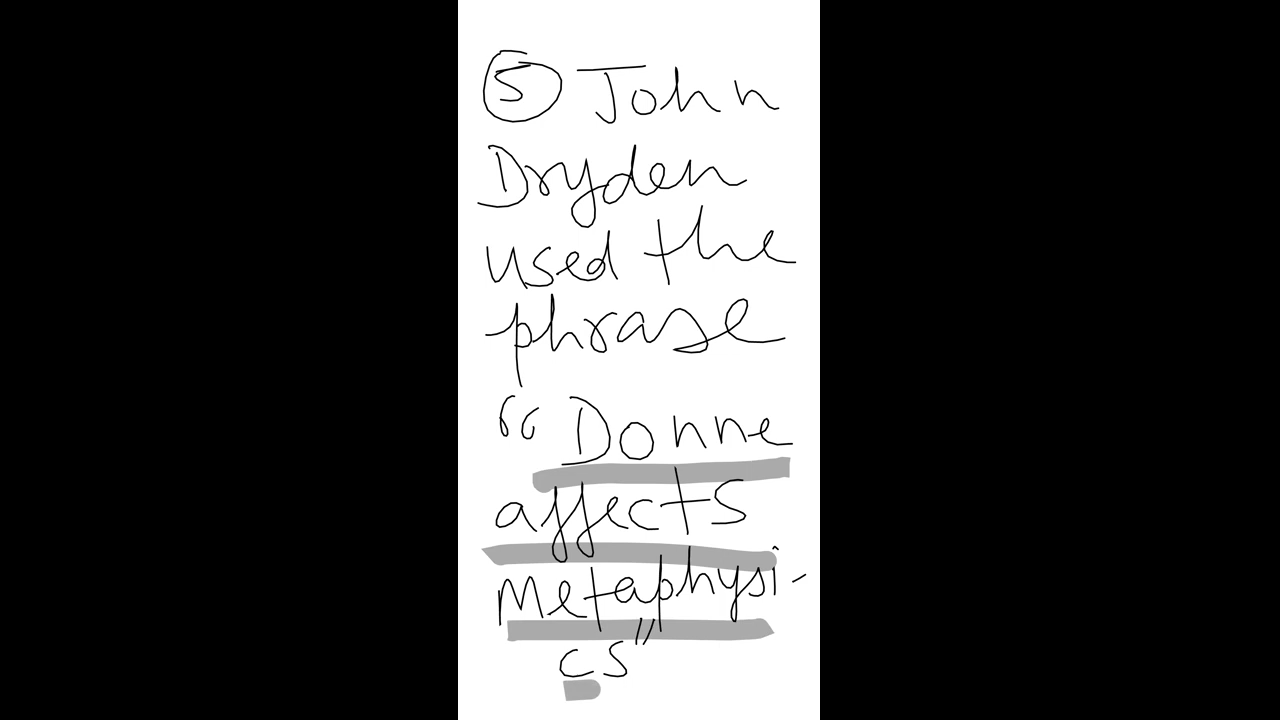 ⑤ John
Dryden
used the
phrase
“Donne
affects
Metaphysi-
cs”